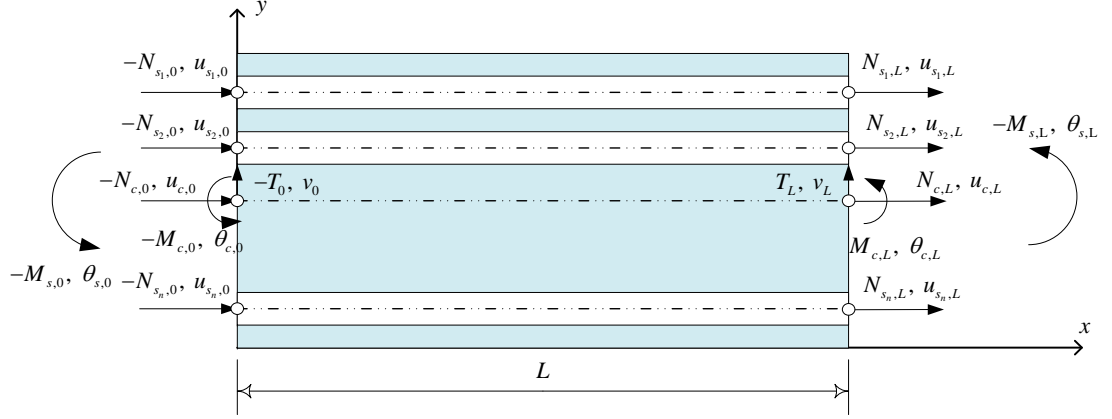 y
−N_{s_1,0}, u_{s_1,0}
N_{s_1,L}, u_{s_1,L}
−N_{s_2,0}, u_{s_2,0}
N_{s_2,L}, u_{s_2,L}
−M_{s,L}, θ_{s,L}
−N_{c,0}, u_{c,0}
−T_0, v_0
T_L, v_L
N_{c,L}, u_{c,L}
−M_{c,0}, θ_{c,0}
M_{c,L}, θ_{c,L}
−M_{s,0}, θ_{s,0}
−N_{s_n,0}, u_{s_n,0}
N_{s_n,L}, u_{s_n,L}
x
L